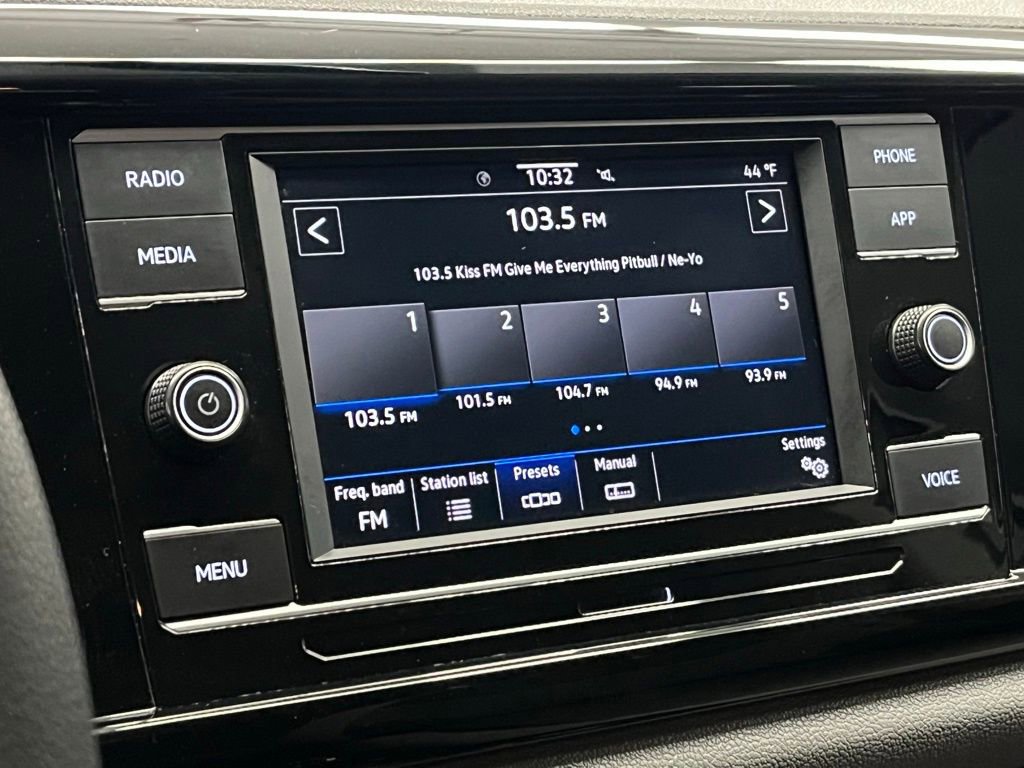 RADIO
MEDIA
MENU
10:32
44 °F
<
103.5 FM
>
103.5 Kiss FM Give Me Everything Pitbull / Ne-Yo
1
2
3
4
5
103.5 FM
101.5 FM
104.7 FM
94.9 FM
93.9 FM
Freq. band
FM
Station list
Presets
Manual
Settings
PHONE
APP
VOICE